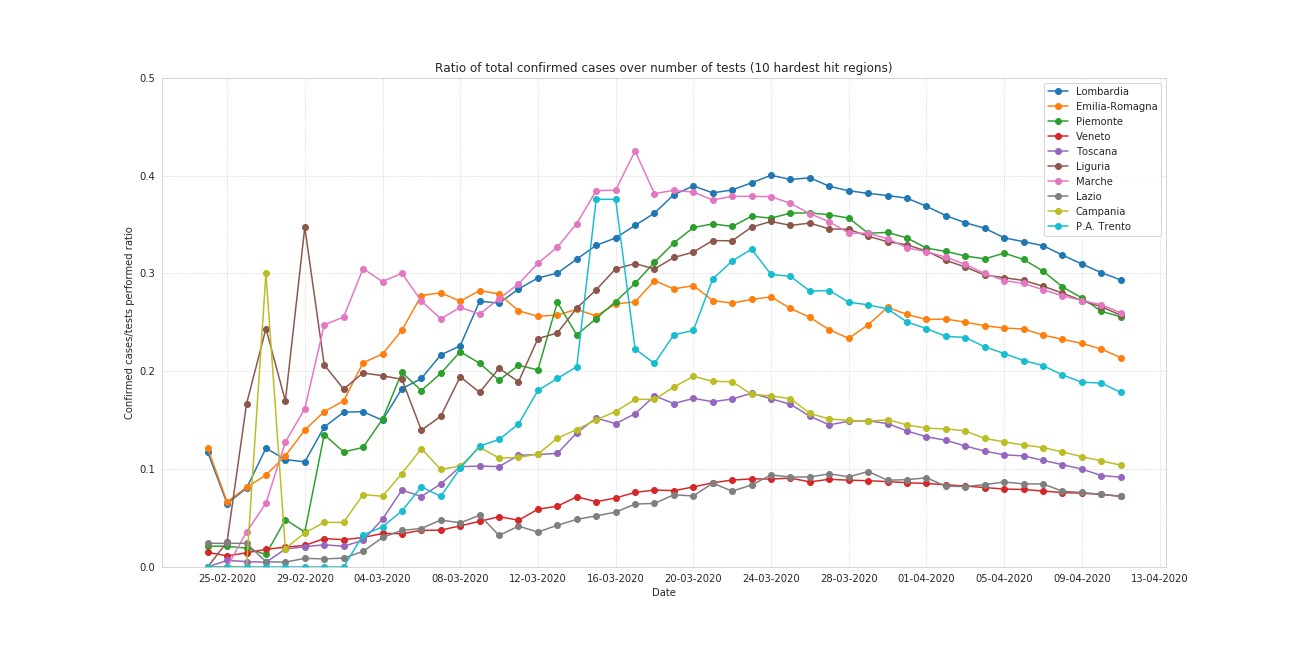 Ratio of total confirmed cases over number of tests (10 hardest hit regions)
0.5
0.4
0.3
0.2
0.1
0.0
Confirmed cases/tests performed ratio
Lombardia
Emilia-Romagna
Piemonte
Veneto
Toscana
Liguria
Marche
Lazio
Campania
P.A. Trento
25-02-2020 29-02-2020 04-03-2020 08-03-2020 12-03-2020 16-03-2020 20-03-2020 24-03-2020 28-03-2020 01-04-2020 05-04-2020 09-04-2020 13-04-2020
Date